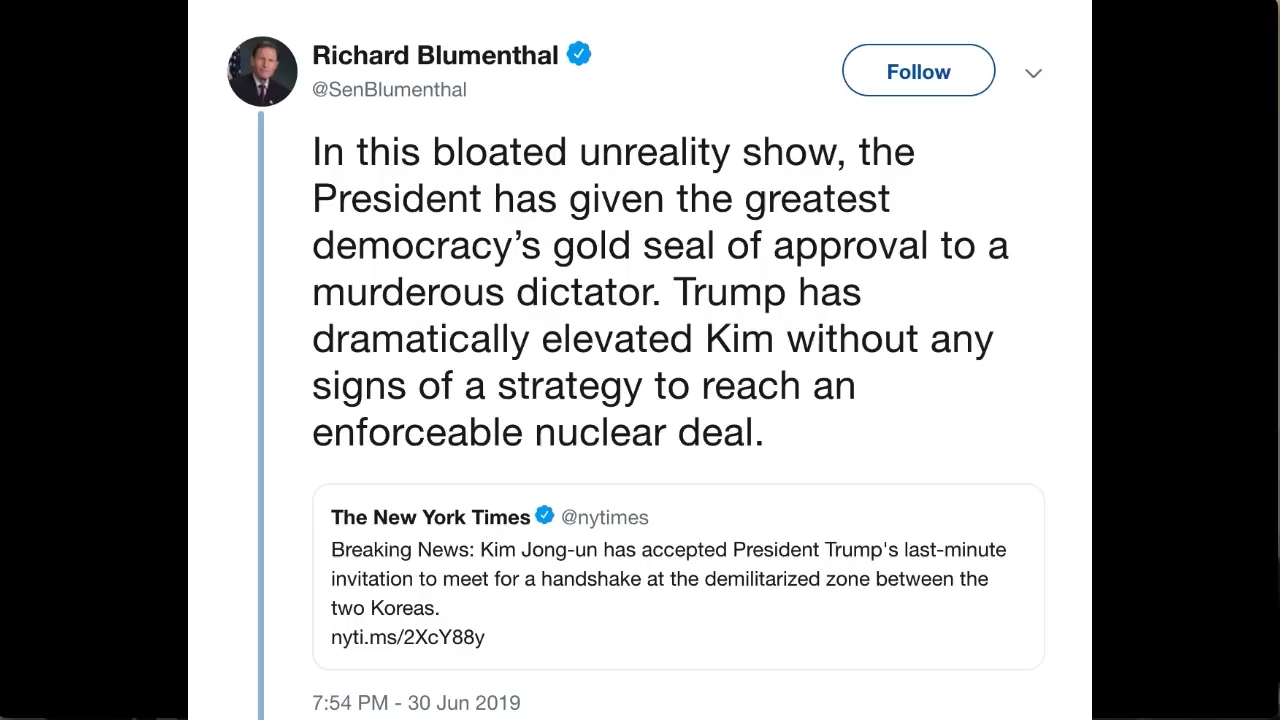 Richard Blumenthal
@SenBlumenthal
Follow
In this bloated unreality show, the
President has given the greatest
democracy’s gold seal of approval to a
murderous dictator. Trump has
dramatically elevated Kim without any
signs of a strategy to reach an
enforceable nuclear deal.
The New York Times @nytimes
Breaking News: Kim Jong-un has accepted President Trump's last-minute
invitation to meet for a handshake at the demilitarized zone between the
two Koreas.
nyti.ms/2XcY88y
7:54 PM - 30 Jun 2019